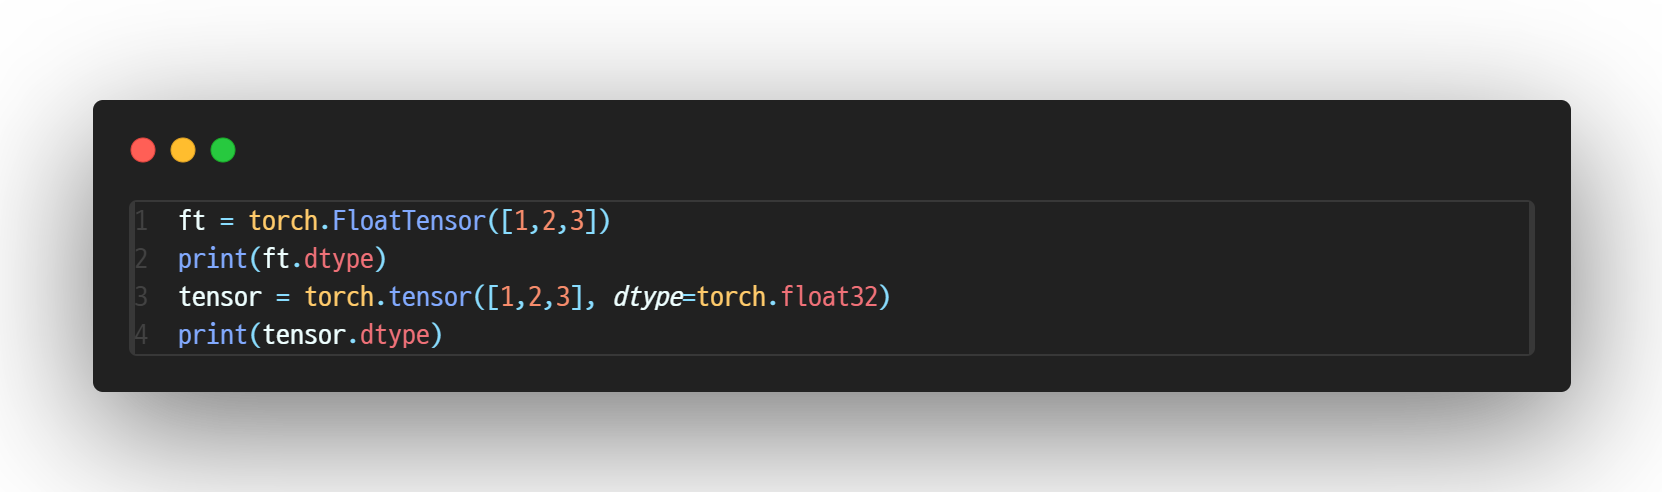 1 ft = torch.FloatTensor([1,2,3])
2 print(ft.dtype)
3 tensor = torch.tensor([1,2,3], dtype=torch.float32)
4 print(tensor.dtype)